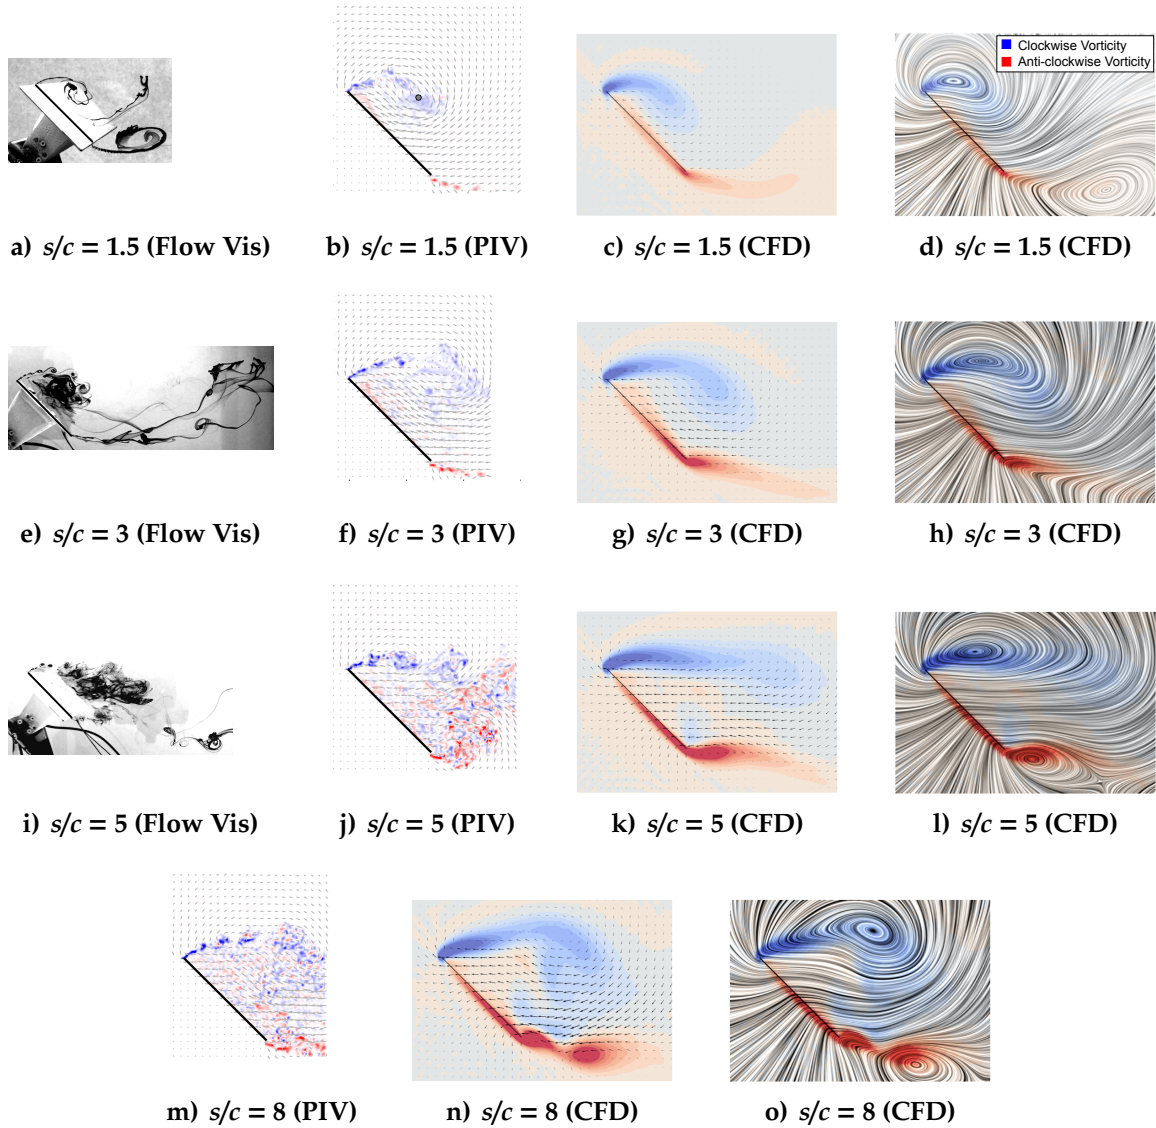 Clockwise Vorticity
Anti-clockwise Vorticity
a) s/c = 1.5 (Flow Vis)
b) s/c = 1.5 (PIV)
c) s/c = 1.5 (CFD)
d) s/c = 1.5 (CFD)
e) s/c = 3 (Flow Vis)
f) s/c = 3 (PIV)
g) s/c = 3 (CFD)
h) s/c = 3 (CFD)
i) s/c = 5 (Flow Vis)
j) s/c = 5 (PIV)
k) s/c = 5 (CFD)
l) s/c = 5 (CFD)
m) s/c = 8 (PIV)
n) s/c = 8 (CFD)
o) s/c = 8 (CFD)